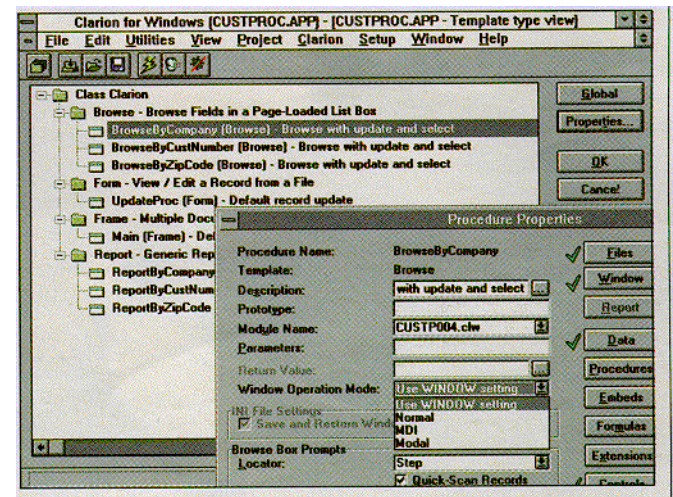 Clarion for Windows (CUSTPROC.APP) - [CUSTPROC.APP - Template type view]
File Edit Utilities View Project Clarion Setup Window Help
Class Clarion
Browse - Browse Fields in a Page-Loaded List Box
BrowseByCompany (Browse) - Browse with update and select
BrowseByCustNumber (Browse) - Browse with update and select
BrowseByZipCode (Browse) - Browse with update and select
Form - View / Edit a Record from a File
UpdateProc (Form) - Default record update
Frame - Multiple Docu
Main (Frame) - Def
Report - Generic Rep
ReportByCompany
ReportByCustNum
ReportByZipCode
Global
Properties...
OK
Cancel
Procedure Properties
Procedure Name: BrowseByCompany
Template: Browse
Description: with update and select ...
Prototype:
Module Name: CUSTP004.clw
Parameters:
Return Value: ...
Window Operation Mode: Use WINDOW setting
Use WINDOW setting
Normal
MDI
Modal
INI File Settings
Save and Restore Wind
Browse Box Prompts
Locator: Step
Quick-Scan Records
Files
Window
Report
Data
Procedures
Embeds
Formulas
Extensions
Controls